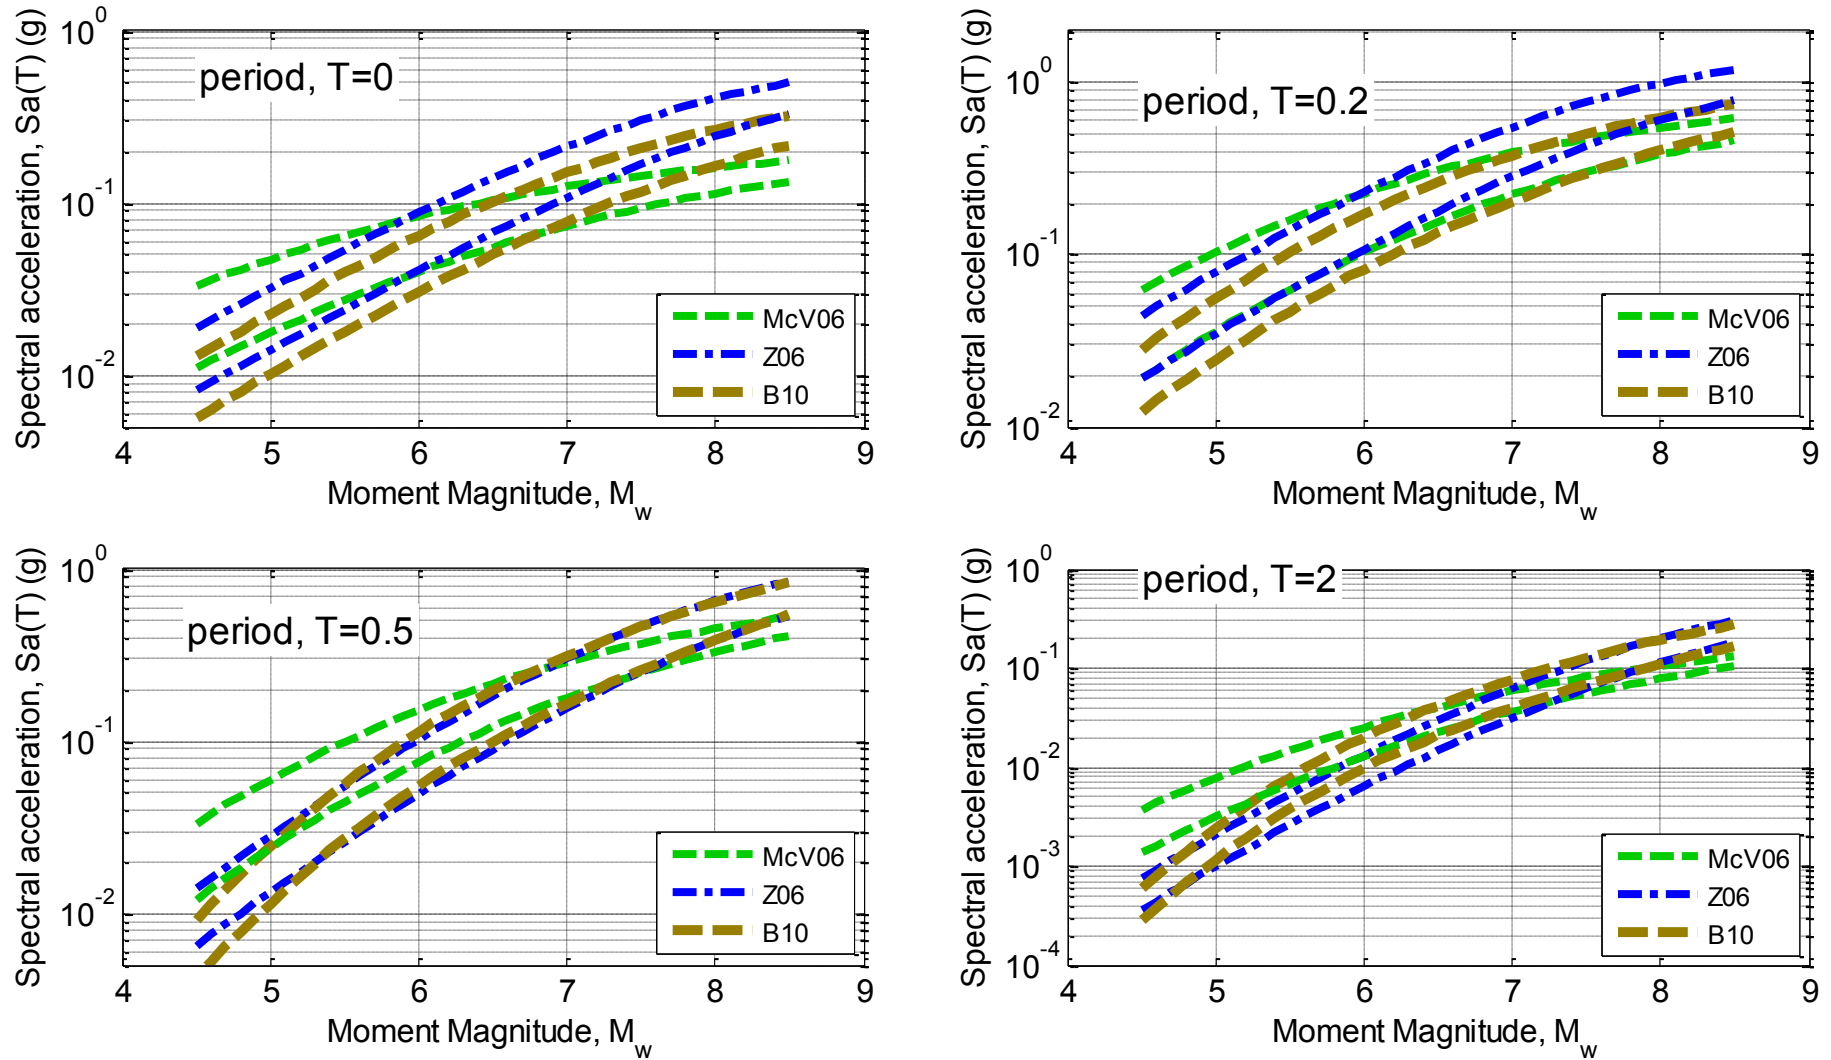 Spectral acceleration, Sa(T) (g)
10^0
10^-1
10^-2
period, T=0
McV06
Z06
B10
4 5 6 7 8 9
Moment Magnitude, M_w
Spectral acceleration, Sa(T) (g)
10^0
10^-1
10^-2
period, T=0.2
McV06
Z06
B10
4 5 6 7 8 9
Moment Magnitude, M_w
Spectral acceleration, Sa(T) (g)
10^0
10^-1
10^-2
period, T=0.5
McV06
Z06
B10
4 5 6 7 8 9
Moment Magnitude, M_w
Spectral acceleration, Sa(T) (g)
10^0
10^-1
10^-2
10^-3
10^-4
period, T=2
McV06
Z06
B10
4 5 6 7 8 9
Moment Magnitude, M_w